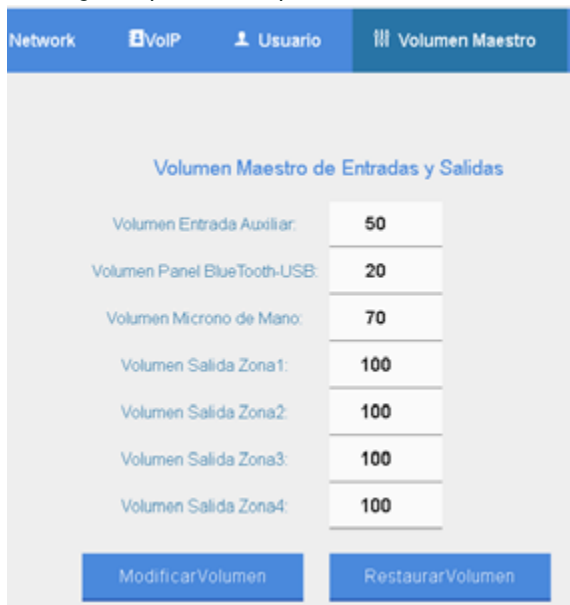 Network VoIP Usuario Volumen Maestro
Volumen Maestro de Entradas y Salidas
Volumen Entrada Auxiliar: 50
Volumen Panel BlueTooth-USB: 20
Volumen Microno de Mano: 70
Volumen Salida Zona1: 100
Volumen Salida Zona2: 100
Volumen Salida Zona3: 100
Volumen Salida Zona4: 100
ModificarVolumen RestaurarVolumen